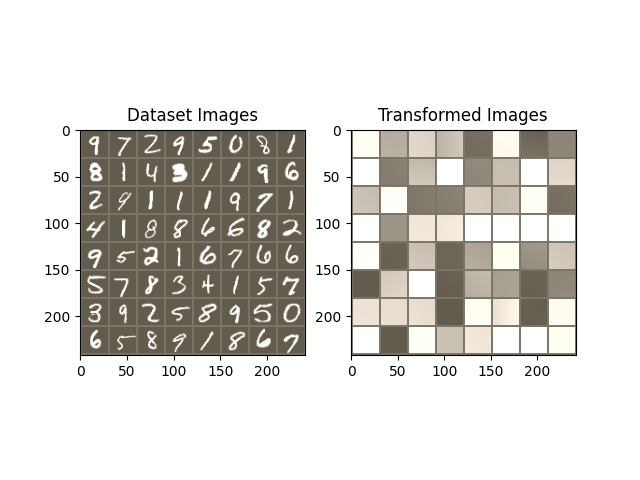 Dataset Images
Transformed Images
0
50
100
150
200
9 7 2 9 5 0 8 1
8 1 4 3 1 1 9 6
2 9 1 1 1 9 7 1
4 1 8 8 6 6 8 2
9 5 2 1 6 7 6 6
5 7 8 3 4 1 5 7
3 9 2 5 8 9 5 0
6 5 8 9 1 8 6 7
0 50 100 150 200
0
50
100
150
200
0 50 100 150 200